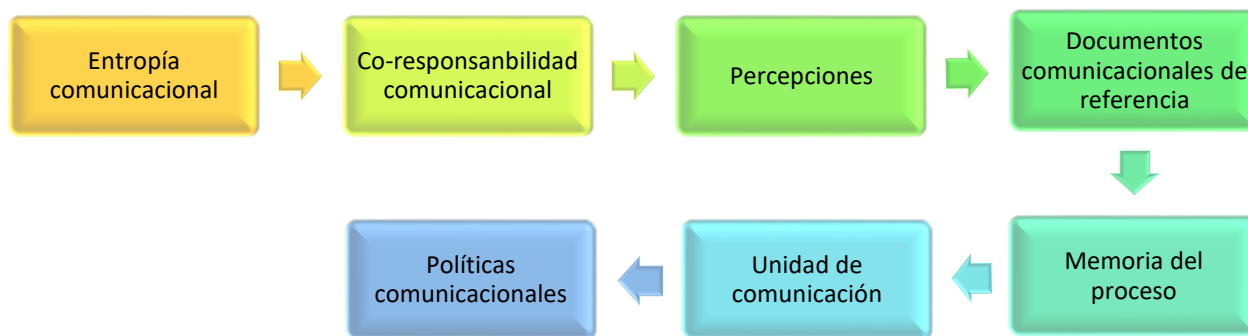 Entropía
comunicacional
Co-responsanbilidad
comunicacional
Percepciones
Documentos
comunicacionales de
referencia
Memoria del
proceso
Unidad de
comunicación
Políticas
comunicacionales